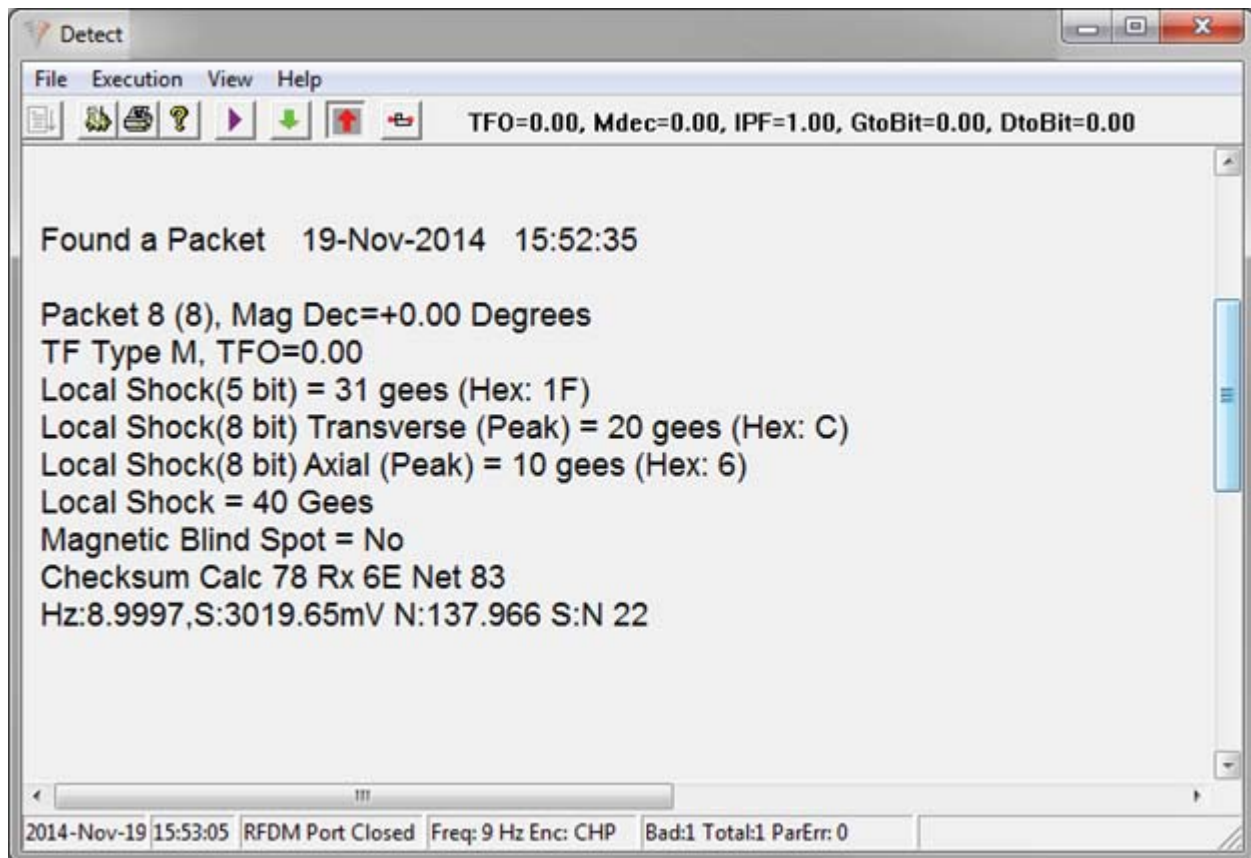 Detect
File Execution View Help
TFO=0.00, Mdec=0.00, IPF=1.00, GtoBit=0.00, DtoBit=0.00
Found a Packet 19-Nov-2014 15:52:35
Packet 8 (8), Mag Dec=+0.00 Degrees
TF Type M, TFO=0.00
Local Shock(5 bit) = 31 gees (Hex: 1F)
Local Shock(8 bit) Transverse (Peak) = 20 gees (Hex: C)
Local Shock(8 bit) Axial (Peak) = 10 gees (Hex: 6)
Local Shock = 40 Gees
Magnetic Blind Spot = No
Checksum Calc 78 Rx 6E Net 83
Hz:8.9997,S:3019.65mV N:137.966 S:N 22
2014-Nov-19 15:53:05 RFDM Port Closed Freq: 9 Hz Enc: CHP Bad:1 Total:1 ParErr: 0